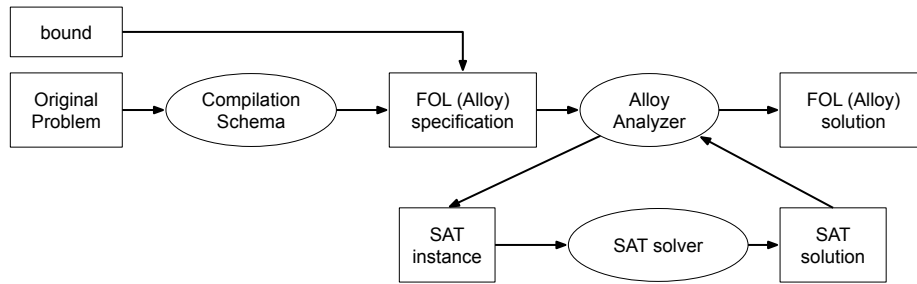 bound
Original
Problem
Compilation
Schema
FOL (Alloy)
specification
Alloy
Analyzer
FOL (Alloy)
solution
SAT
instance
SAT solver
SAT
solution